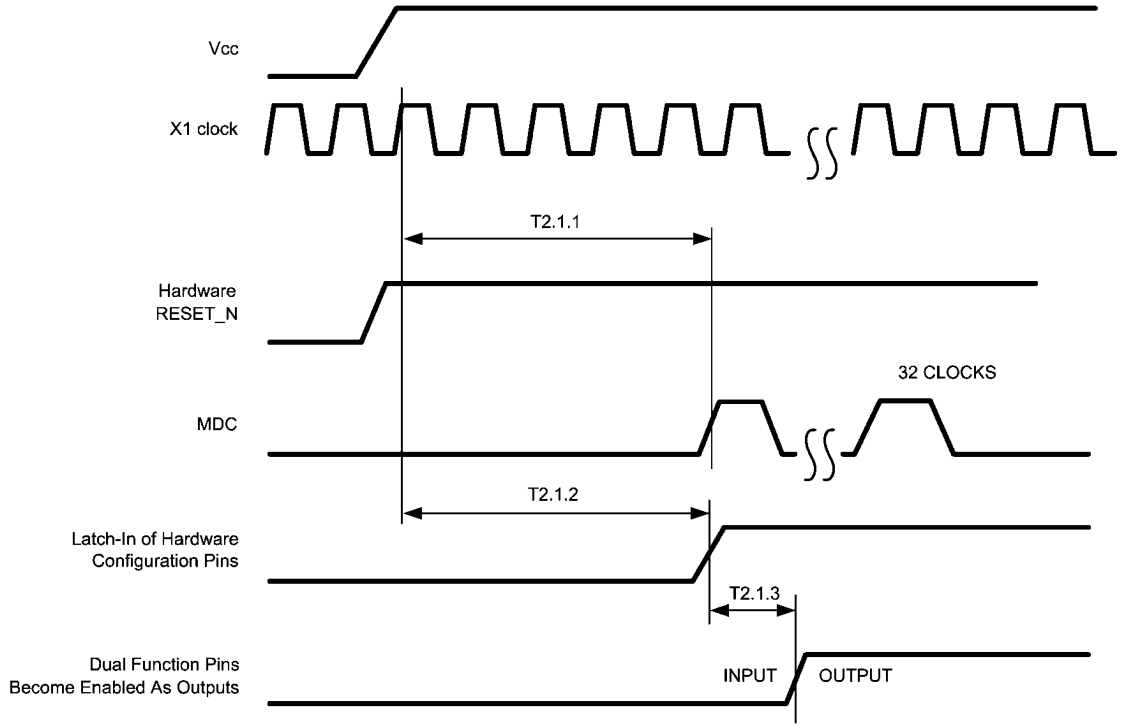 Vcc
X1 clock
T2.1.1
Hardware
RESET_N
32 CLOCKS
MDC
T2.1.2
Latch-In of Hardware
Configuration Pins
T2.1.3
Dual Function Pins
Become Enabled As Outputs
INPUT
OUTPUT